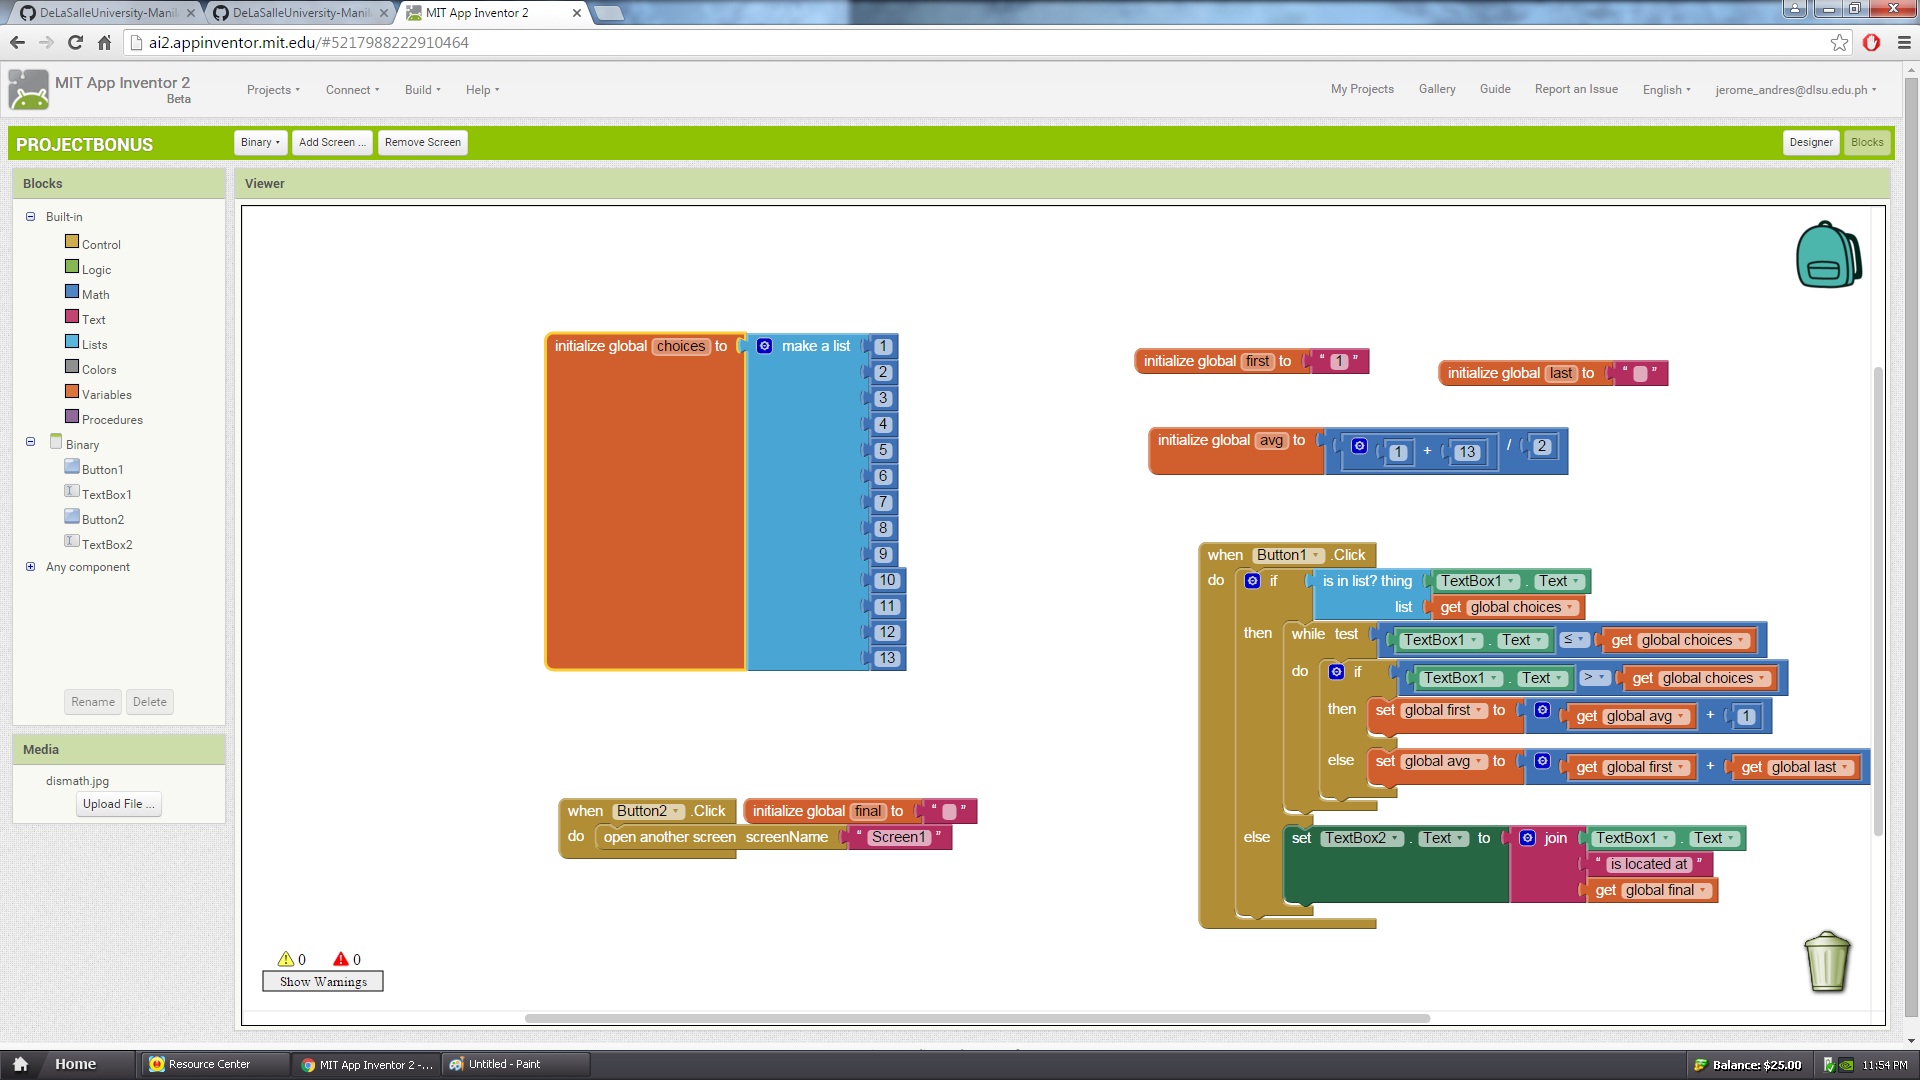 DeLaSalleUniversity-Manil
DeLaSalleUniversity-Manil
MIT App Inventor 2
ai2.appinventor.mit.edu/#5217988222910464
MIT App Inventor 2
Beta
Projects
Connect
Build
Help
My Projects
Gallery
Guide
Report an Issue
English
jerome_andres@dlsu.edu.ph
PROJECTBONUS
Binary
Add Screen ...
Remove Screen
Designer
Blocks
Blocks
Built-in
Control
Logic
Math
Text
Lists
Colors
Variables
Procedures
Binary
Button1
TextBox1
Button2
TextBox2
Any component
Rename
Delete
Media
dismath.jpg
Upload File ...
Viewer
initialize global choices to make a list 1
2
3
4
5
6
7
8
9
10
11
12
13
initialize global first to " 1 "
initialize global last to " "
initialize global avg to 1 + 13 / 2
when Button2 .Click
do open another screen screenName " Screen1 "
initialize global final to " "
when Button1 .Click
do if is in list? thing TextBox1 . Text
list get global choices
then while test TextBox1 . Text ≤ get global choices
do if TextBox1 . Text > get global choices
then set global first to get global avg + 1
else set global avg to get global first + get global last
else set TextBox2 . Text to join TextBox1 . Text
" is located at "
get global final
0 0
Show Warnings
Home
Resource Center
MIT App Inventor 2 -...
Untitled - Paint
Balance: $25.00
11:54 PM